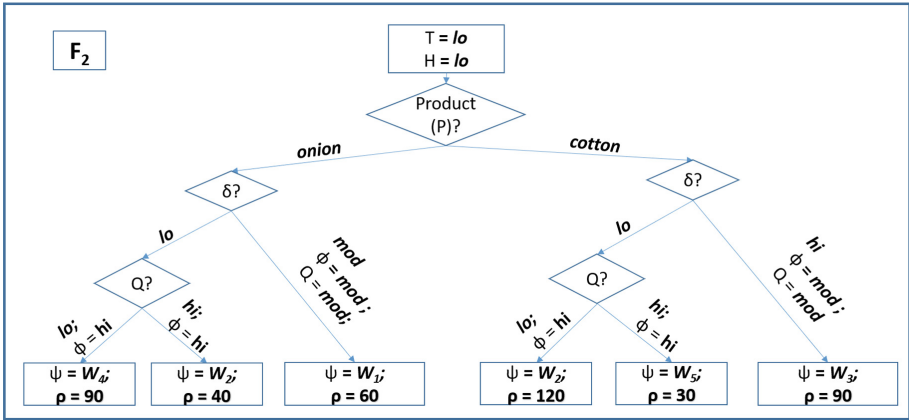 F₂
T = lo
H = lo
Product
(P)?
onion
cotton
δ?
δ?
lo
mod
ϕ = mod ;
Q = mod;
lo
hi
ϕ = mod ;
Q = mod
Q?
Q?
lo;
ϕ = hi
hi;
ϕ = hi
lo;
ϕ = hi
hi;
ϕ = hi
ψ = W₄;
ρ = 90
ψ = W₂;
ρ = 40
ψ = W₁;
ρ = 60
ψ = W₂;
ρ = 120
ψ = W₅;
ρ = 30
ψ = W₃;
ρ = 90